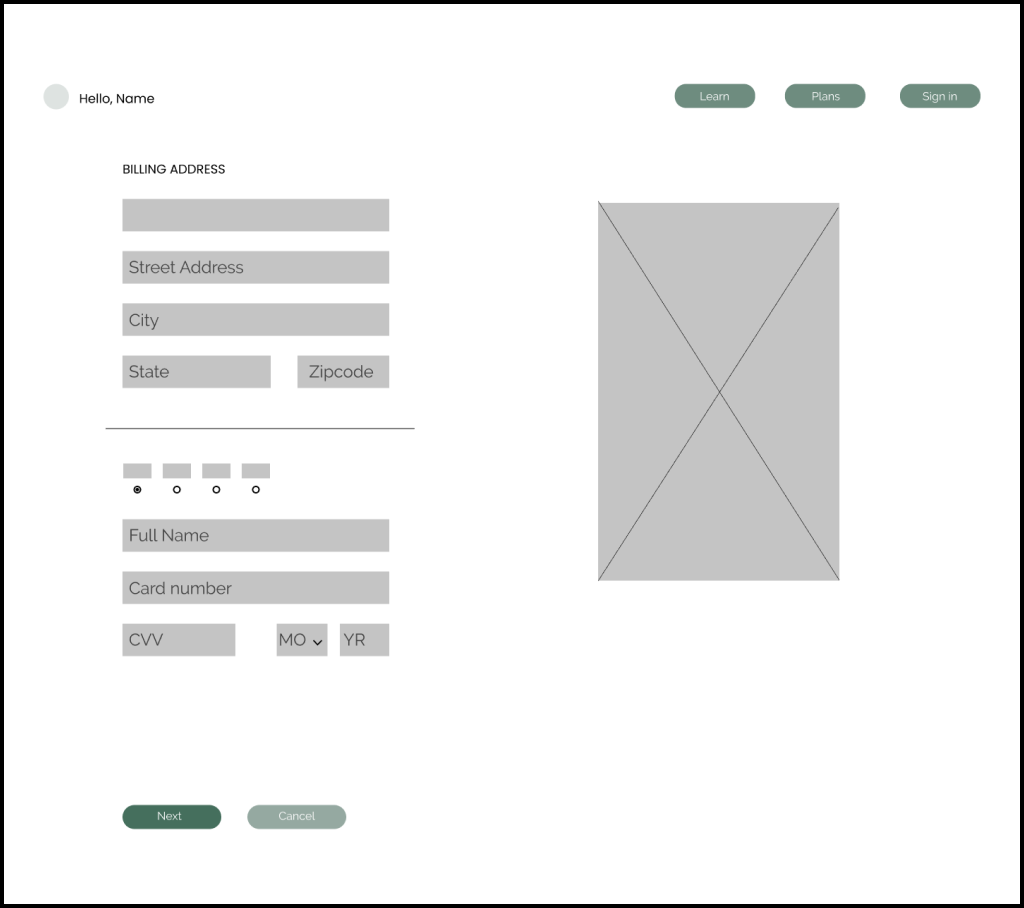 Hello, Name
Learn
Plans
Sign in
BILLING ADDRESS
Street Address
City
State
Zipcode
Full Name
Card number
CVV
MO
YR
Next
Cancel